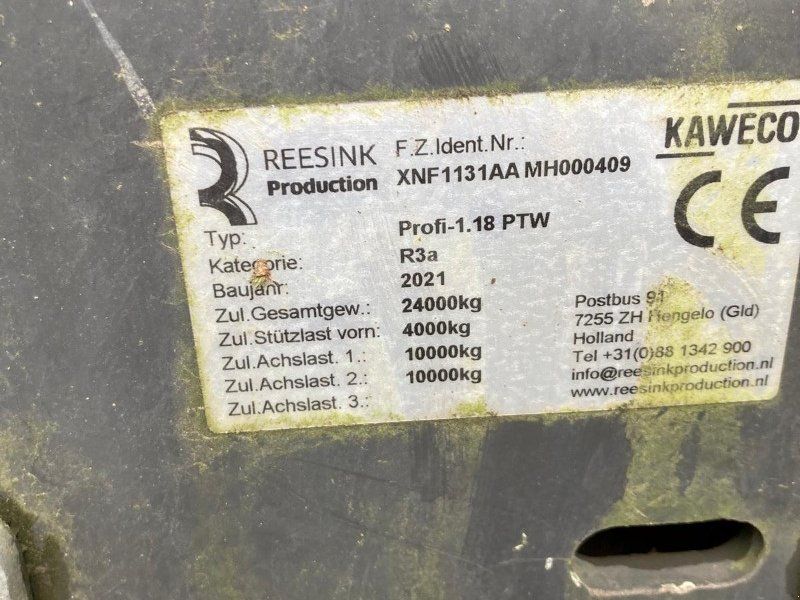 REESINK
Production
F.Z.Ident.Nr.:
XNF1131AA MH000409
KAWECO
CE
Typ: Profi-1.18 PTW
Kategorie: R3a
Baujahr: 2021
Zul.Gesamtgew.: 24000kg
Zul.Stützlast vorn: 4000kg
Zul.Achslast. 1.: 10000kg
Zul.Achslast. 2.: 10000kg
Zul.Achslast. 3.:
Postbus 91
7255 ZH Hengelo (Gld)
Holland
Tel +31(0)88 1342 900
info@reesinkproduction.nl
www.reesinkproduction.nl